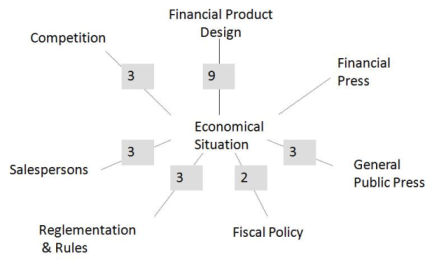 Financial Product
Design
Competition
Financial
Press
3
9
Economical
Situation
3
3
General
Public Press
Salespersons
3
2
Reglementation
& Rules
Fiscal Policy